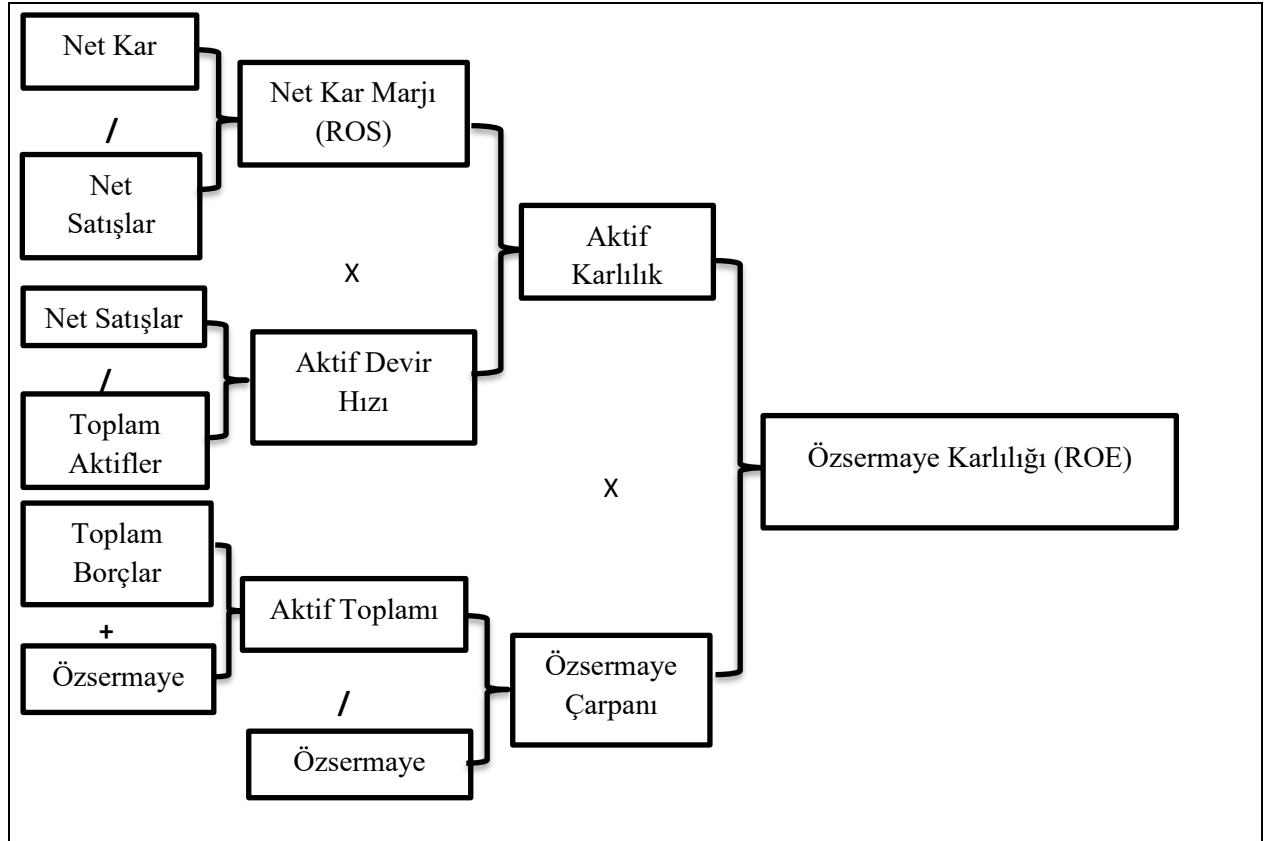 Net Kar
/
Net
Satışlar
Net Kar Marjı
(ROS)
X
Net Satışlar
/
Toplam
Aktifler
Aktif Devir
Hızı
Aktif
Karlılık
X
Toplam
Borçlar
+
Özsermaye
Aktif Toplamı
/
Özsermaye
Özsermaye
Çarpanı
Özsermaye Karlılığı (ROE)